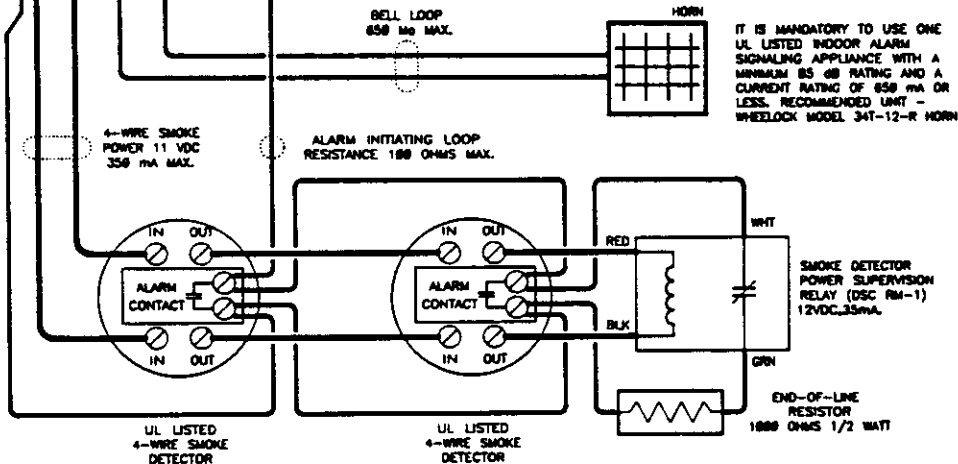 BELL LOOP
650 Ma MAX.
HORN
IT IS MANDATORY TO USE ONE
UL LISTED INDOOR ALARM
SIGNALING APPLIANCE WITH A
MINIMUM 85 dB RATING AND A
CURRENT RATING OF 650 mA OR
LESS. RECOMMENDED UNIT -
WHEELOCK MODEL 34T-12-R HORN
4-WIRE SMOKE
POWER 11 VDC
350 mA MAX.
ALARM INITIATING LOOP
RESISTANCE 100 OHMS MAX.
IN OUT
ALARM
CONTACT
IN OUT
UL LISTED
4-WIRE SMOKE
DETECTOR
IN OUT
ALARM
CONTACT
IN OUT
UL LISTED
4-WIRE SMOKE
DETECTOR
RED
BLK
WHT
GRN
SMOKE DETECTOR
POWER SUPERVISION
RELAY (DSC RM-1)
12VDC,35mA.
END-OF-LINE
RESISTOR
1000 OHMS 1/2 WATT